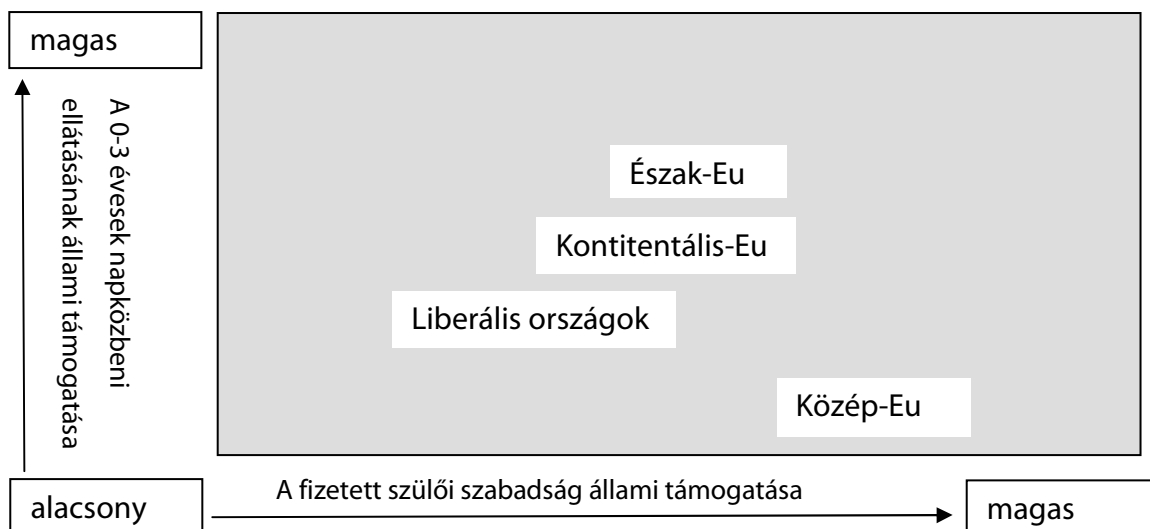 magas
A 0-3 évesek napközbeni
ellátásának állami támogatása
Észak-Eu
Kontitentális-Eu
Liberális országok
Közép-Eu
alacsony
A fizetett szülői szabadság állami támogatása
magas